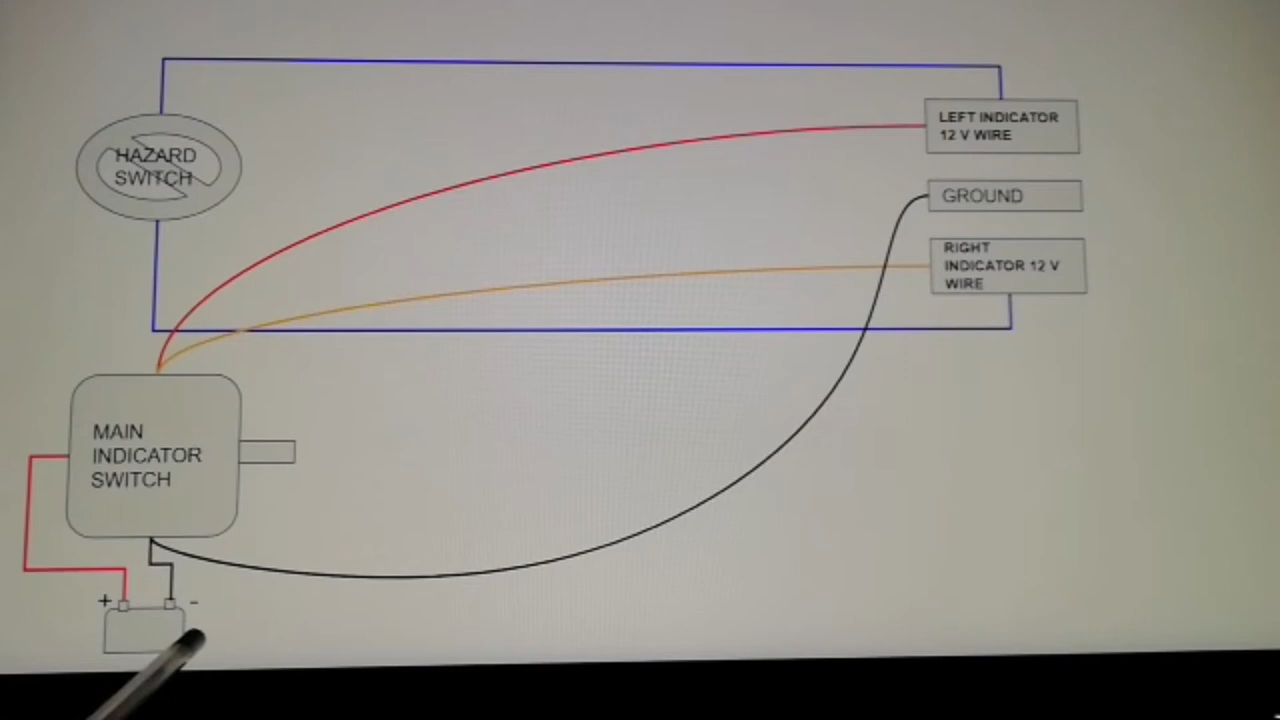 LEFT INDICATOR
12 V WIRE
HAZARD
SWITCH
GROUND
RIGHT
INDICATOR 12 V
WIRE
MAIN
INDICATOR
SWITCH
+ -